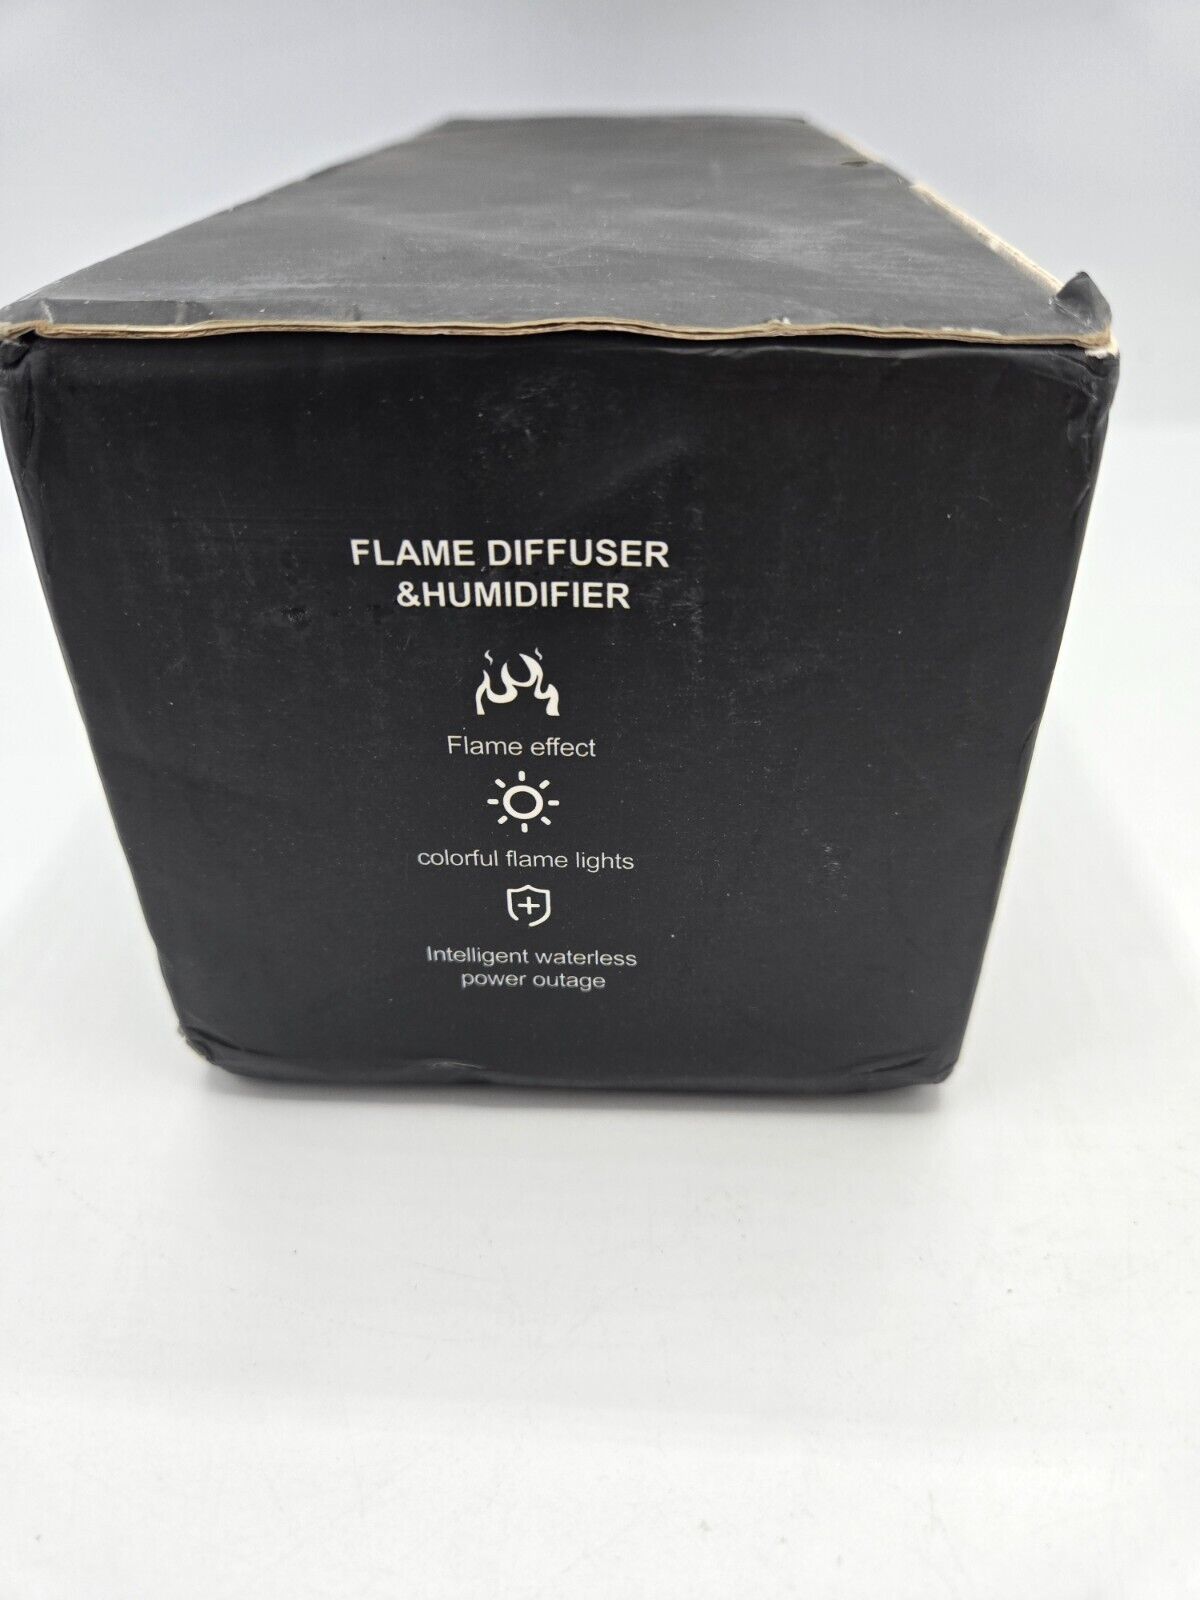 FLAME DIFFUSER
&HUMIDIFIER
Flame effect
colorful flame lights
Intelligent waterless
power outage